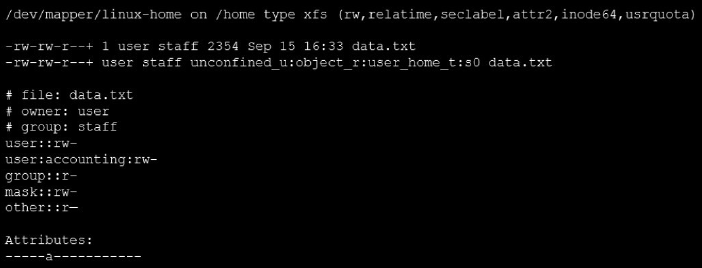 /dev/mapper/linux-home on /home type xfs (rw,relatime,seclabel,attr2,inode64,usrquota)
-rw-rw-r--+ 1 user staff 2354 Sep 15 16:33 data.txt
-rw-rw-r--+ user staff unconfined_u:object_r:user_home_t:s0 data.txt
# file: data.txt
# owner: user
# group: staff
user::rw-
user:accounting:rw-
group::r-
mask::rw-
other::r—
Attributes:
-----a-----------